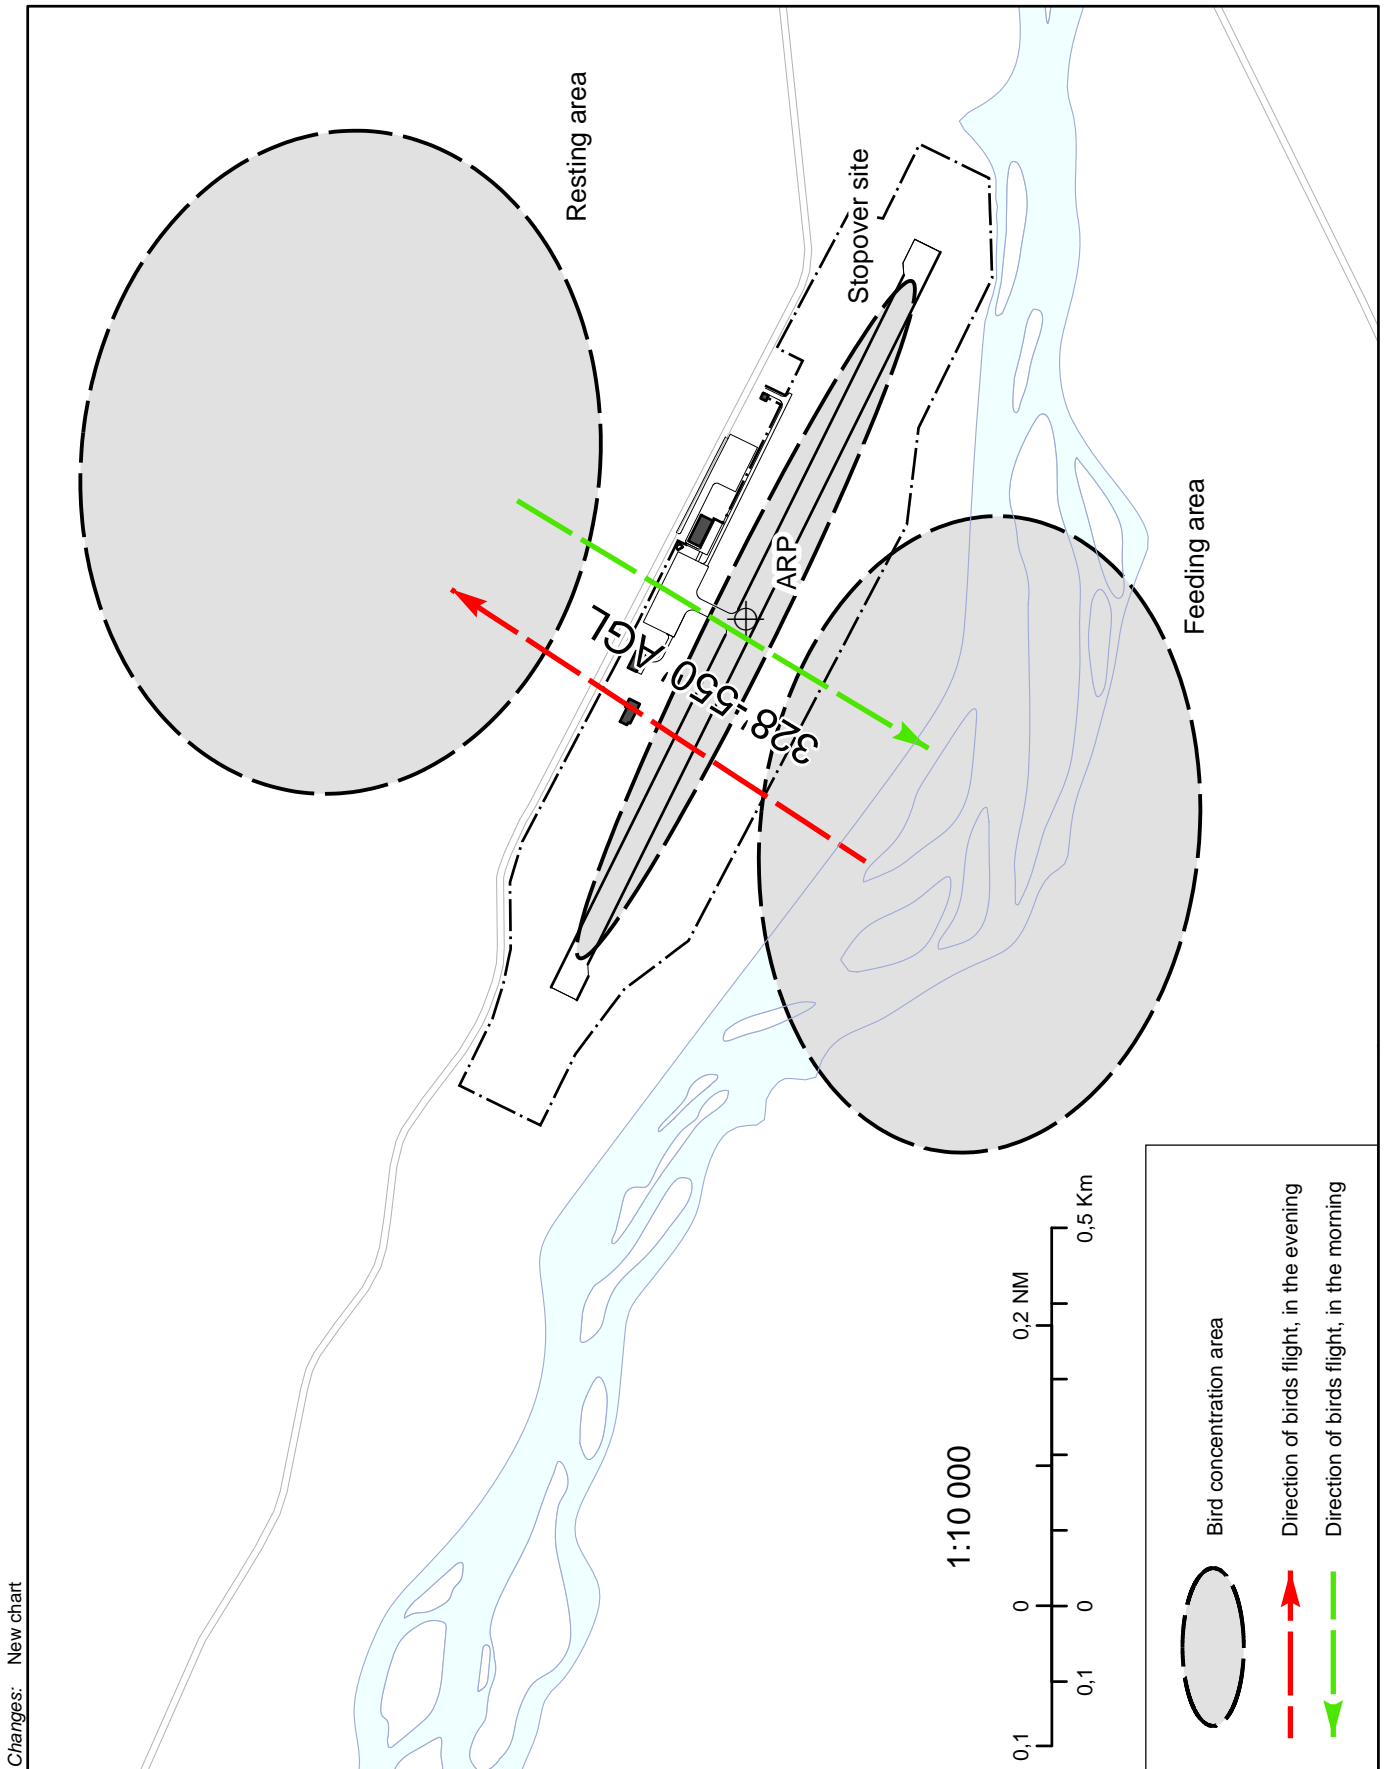 Changes: New chart
Resting area
Stopover site
ARP
328'-550' AGL
Feeding area
1:10 000
0,1 0 0,2 NM
0,1 0 0,5 Km
Bird concentration area
Direction of birds flight, in the evening
Direction of birds flight, in the morning